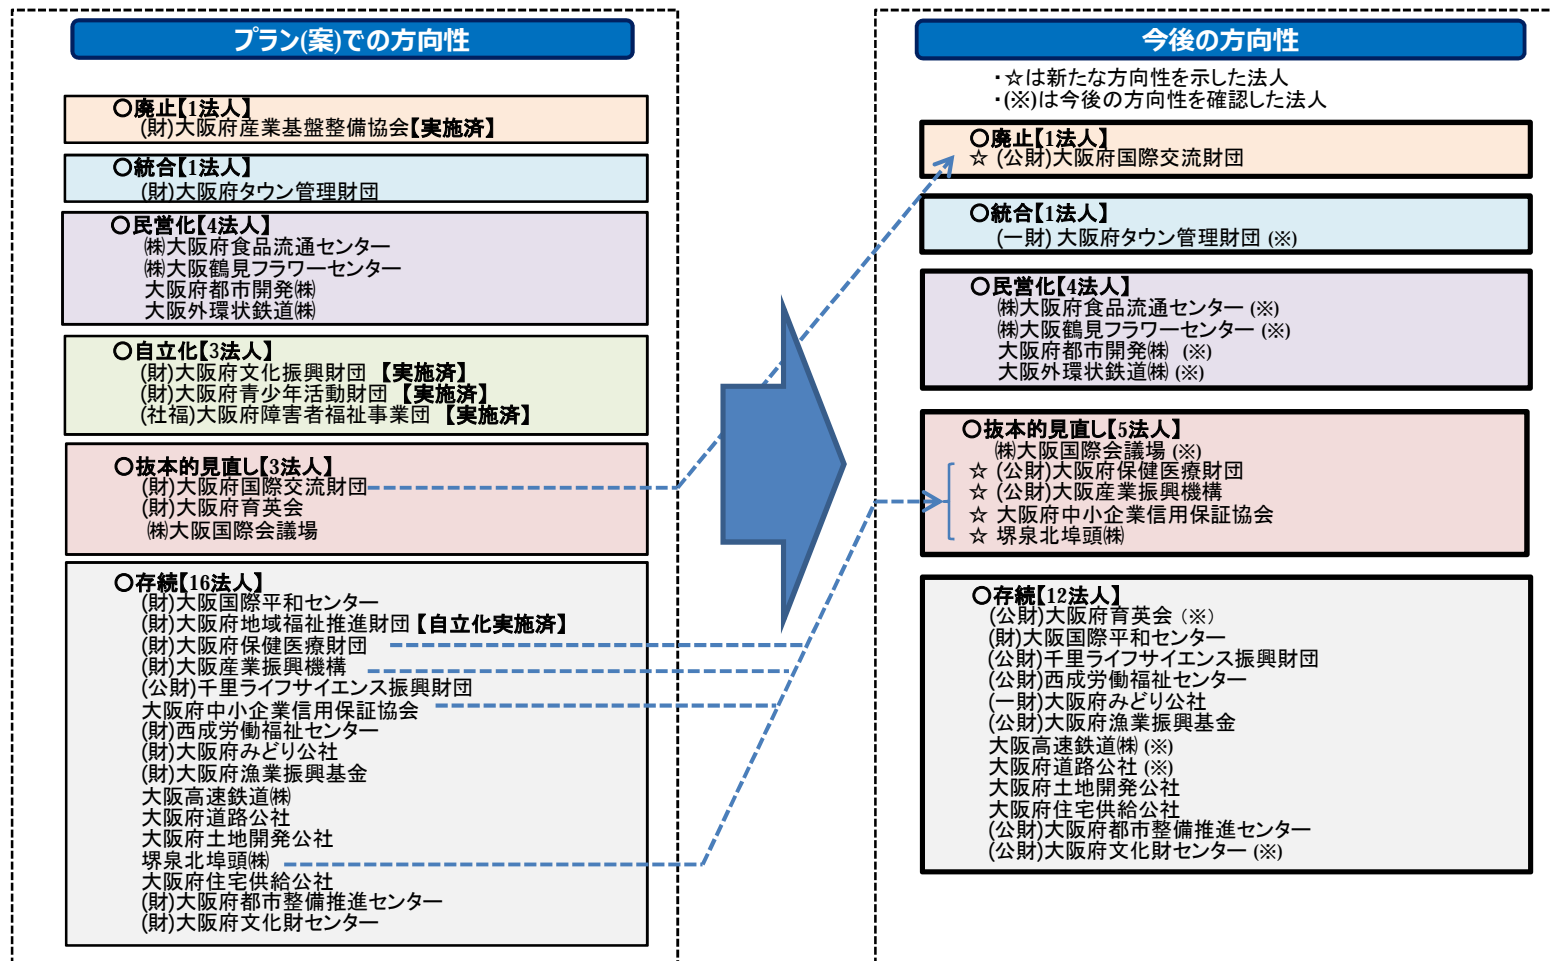 プラン(案)での方向性
○廃止【1法人】
(財)大阪府産業基盤整備協会【実施済】
○統合【1法人】
(財)大阪府タウン管理財団
○民営化【4法人】
㈱大阪府食品流通センター
㈱大阪鶴見フラワーセンター
大阪府都市開発㈱
大阪外環状鉄道㈱
○自立化【3法人】
(財)大阪府文化振興財団 【実施済】
(財)大阪府青少年活動財団 【実施済】
(社福)大阪府障害者福祉事業団 【実施済】
○抜本的見直し【3法人】
(財)大阪府国際交流財団
(財)大阪府育英会
㈱大阪国際会議場
○存続【16法人】
(財)大阪国際平和センター
(財)大阪府地域福祉推進財団【自立化実施済】
(財)大阪府保健医療財団
(財)大阪産業振興機構
(公財)千里ライフサイエンス振興財団
大阪府中小企業信用保証協会
(財)西成労働福祉センター
(財)大阪府みどり公社
(財)大阪府漁業振興基金
大阪高速鉄道㈱
大阪府道路公社
大阪府土地開発公社
堺泉北埠頭㈱
大阪府住宅供給公社
(財)大阪府都市整備推進センター
(財)大阪府文化財センター
今後の方向性
・☆は新たな方向性を示した法人
・(※)は今後の方向性を確認した法人
○廃止【1法人】
☆ (公財)大阪府国際交流財団
○統合【1法人】
(一財) 大阪府タウン管理財団 (※)
○民営化【4法人】
㈱大阪府食品流通センター (※)
㈱大阪鶴見フラワーセンター (※)
大阪府都市開発㈱ (※)
大阪外環状鉄道㈱ (※)
○抜本的見直し【5法人】
㈱大阪国際会議場 (※)
☆ (公財)大阪府保健医療財団
☆ (公財)大阪産業振興機構
☆ 大阪府中小企業信用保証協会
☆ 堺泉北埠頭㈱
○存続【12法人】
(公財)大阪府育英会 (※)
(財)大阪国際平和センター
(公財)千里ライフサイエンス振興財団
(公財)西成労働福祉センター
(一財)大阪府みどり公社
(公財)大阪府漁業振興基金
大阪高速鉄道㈱ (※)
大阪府道路公社 (※)
大阪府土地開発公社
大阪府住宅供給公社
(公財)大阪府都市整備推進センター
(公財)大阪府文化財センター (※)